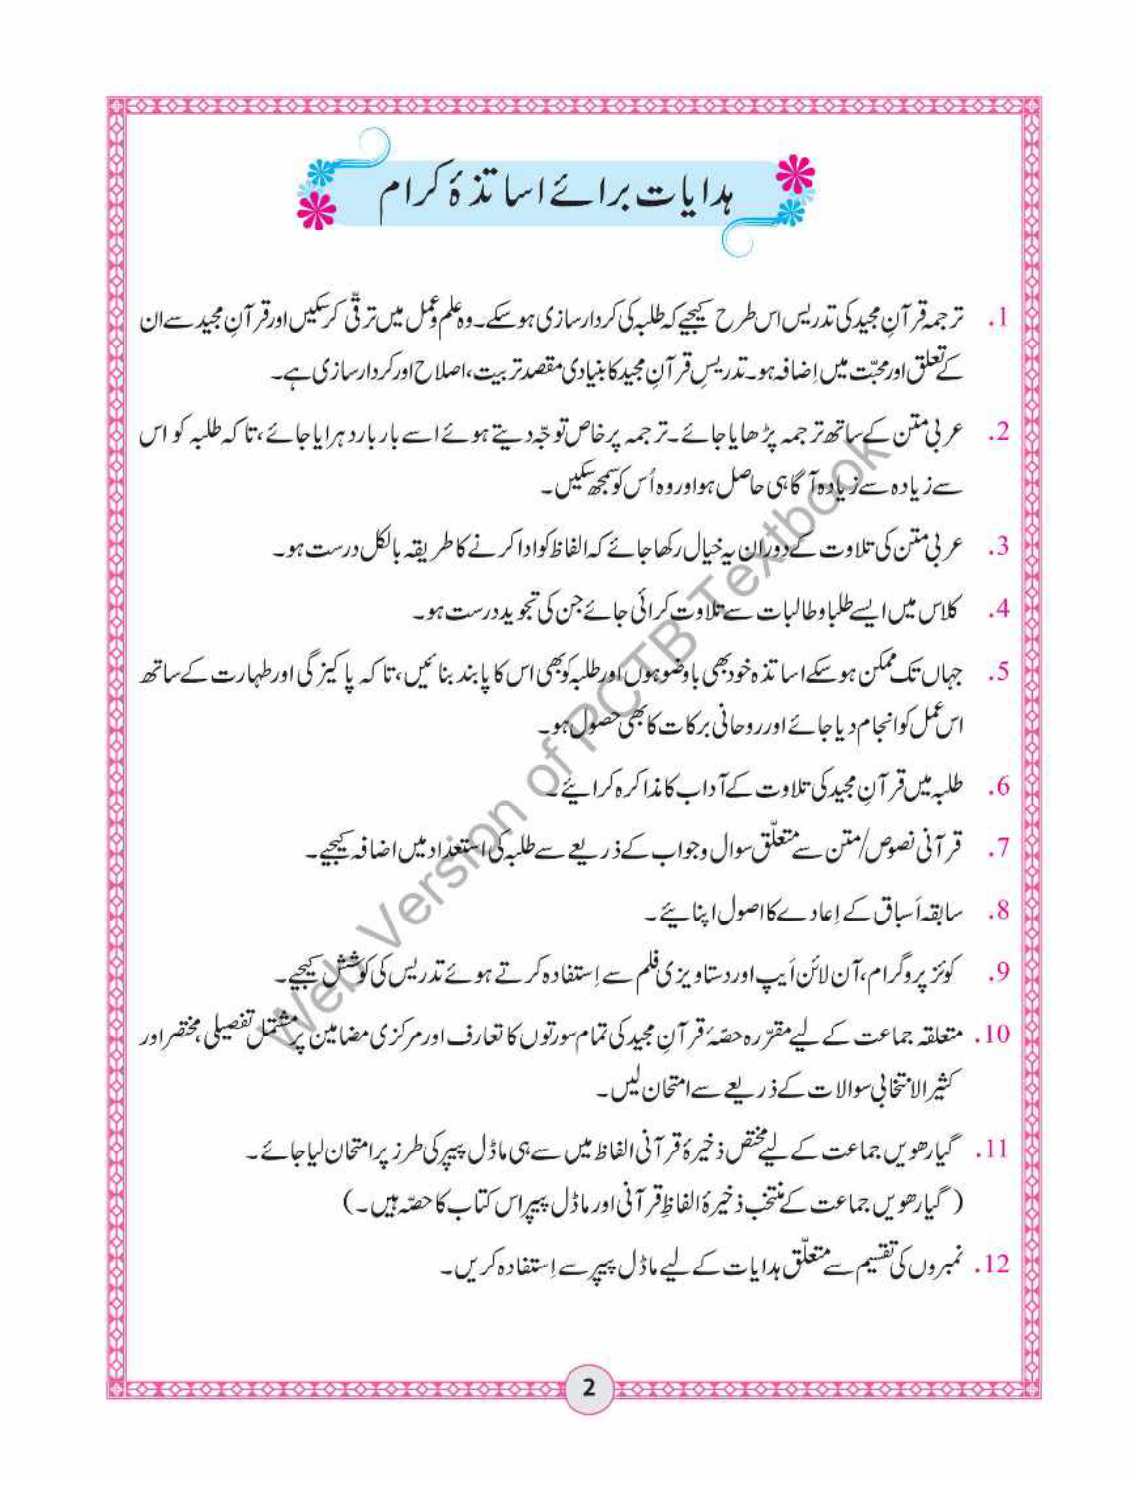 ہدایات برائے اساتذۂ کرام
1. ترجمہ قرآنِ مجید کی تدریس اس طرح کیجیے کہ طلبہ کی کردار سازی ہو سکے۔ وہ علم و عمل میں ترقّی کر سکیں اور قرآنِ مجید سے ان
کے تعلق اور محبّت میں اِضافہ ہو۔ تدریسِ قرآنِ مجید کا بنیادی مقصد تربیت، اصلاح اور کردار سازی ہے۔
2. عربی متن کے ساتھ ترجمہ پڑھایا جائے۔ ترجمہ پر خاص توجّہ دیتے ہوئے اسے بار بار دہرایا جائے، تاکہ طلبہ کو اس
سے زیادہ سے زیادہ آگاہی حاصل ہو اور وہ اُس کو سمجھ سکیں۔
3. عربی متن کی تلاوت کے دوران یہ خیال رکھا جائے کہ الفاظ کو ادا کرنے کا طریقہ بالکل درست ہو۔
4. کلاس میں ایسے طلبا و طالبات سے تلاوت کرائی جائے جن کی تجوید درست ہو۔
5. جہاں تک ممکن ہو سکے اساتذہ خود بھی باوضو ہوں اور طلبہ کو بھی اس کا پابند بنائیں، تاکہ پاکیزگی اور طہارت کے ساتھ
اس عمل کو انجام دیا جائے اور روحانی برکات کا بھی حصول ہو۔
6. طلبہ میں قرآنِ مجید کی تلاوت کے آداب کا مذاکرہ کرائیے۔
7. قرآنی نصوص/متن سے متعلّق سوال و جواب کے ذریعے سے طلبہ کی استعداد میں اضافہ کیجیے۔
8. سابقہ اَسباق کے اِعادے کا اصول اپنائیے۔
9. کوئز پروگرام، آن لائن اَیپ اور دستاویزی فلم سے اِستفادہ کرتے ہوئے تدریس کی کوشش کیجیے۔
10. متعلقہ جماعت کے لیے مقرّرہ حصّۂ قرآنِ مجید کی تمام سورتوں کا تعارف اور مرکزی مضامین پر مشتمل تفصیلی، مختصر اور
کثیر الانتخابی سوالات کے ذریعے سے امتحان لیں۔
11. گیارھویں جماعت کے لیے مختص ذخیرۂ قرآنی الفاظ میں سے ہی ماڈل پیپر کی طرز پر امتحان لیا جائے۔
(گیارھویں جماعت کے منتخب ذخیرۂ الفاظِ قرآنی اور ماڈل پیپر اس کتاب کا حصّہ ہیں۔)
12. نمبروں کی تقسیم سے متعلّق ہدایات کے لیے ماڈل پیپر سے اِستفادہ کریں۔
Web Version of PCTB Textbook
2